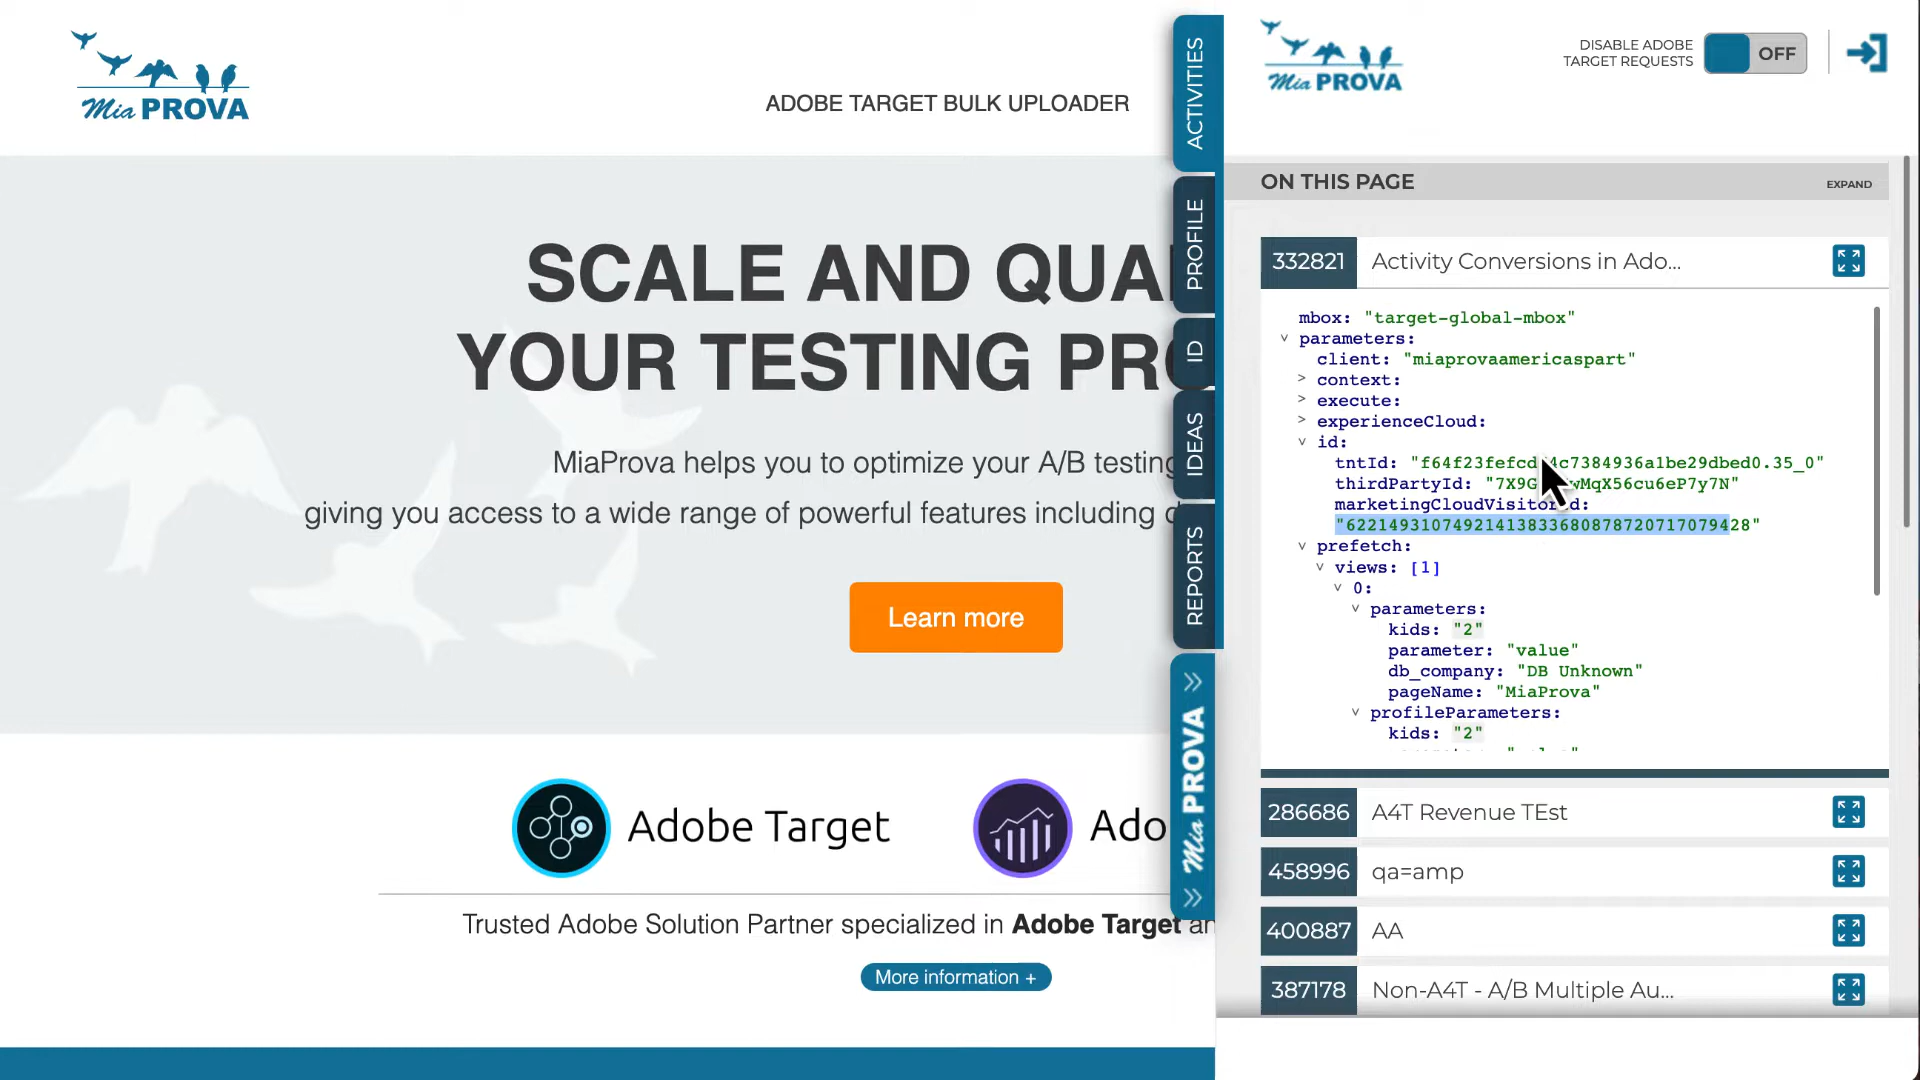 Mia PROVA
ADOBE TARGET BULK UPLOADER
SCALE AND QUA
YOUR TESTING PRO
MiaProva helps you to optimize your A/B testing
giving you access to a wide range of powerful features including
Learn more
Adobe Target
Ado
Trusted Adobe Solution Partner specialized in Adobe Target an
More information +
ACTIVITIES
PROFILE
ID
IDEAS
REPORTS
Mia PROVA
Mia PROVA
DISABLE ADOBE
TARGET REQUESTS
OFF
ON THIS PAGE
EXPAND
332821 Activity Conversions in Ado...
mbox: "target-global-mbox"
parameters:
client: "miaprovaamericaspart"
context:
execute:
experienceCloud:
id:
tntId:
thirdPartyId:
marketingCloudVisitorId:
"62214931074921413833680878720717079428"
prefetch:
views: [1]
0:
parameters:
kids: "2"
parameter: "value"
db_company: "DB Unknown"
pageName: "MiaProva"
profileParameters:
kids: "2"
286686 A4T Revenue TEst
458996 qa=amp
400887 AA
387178 Non-A4T - A/B Multiple Au...